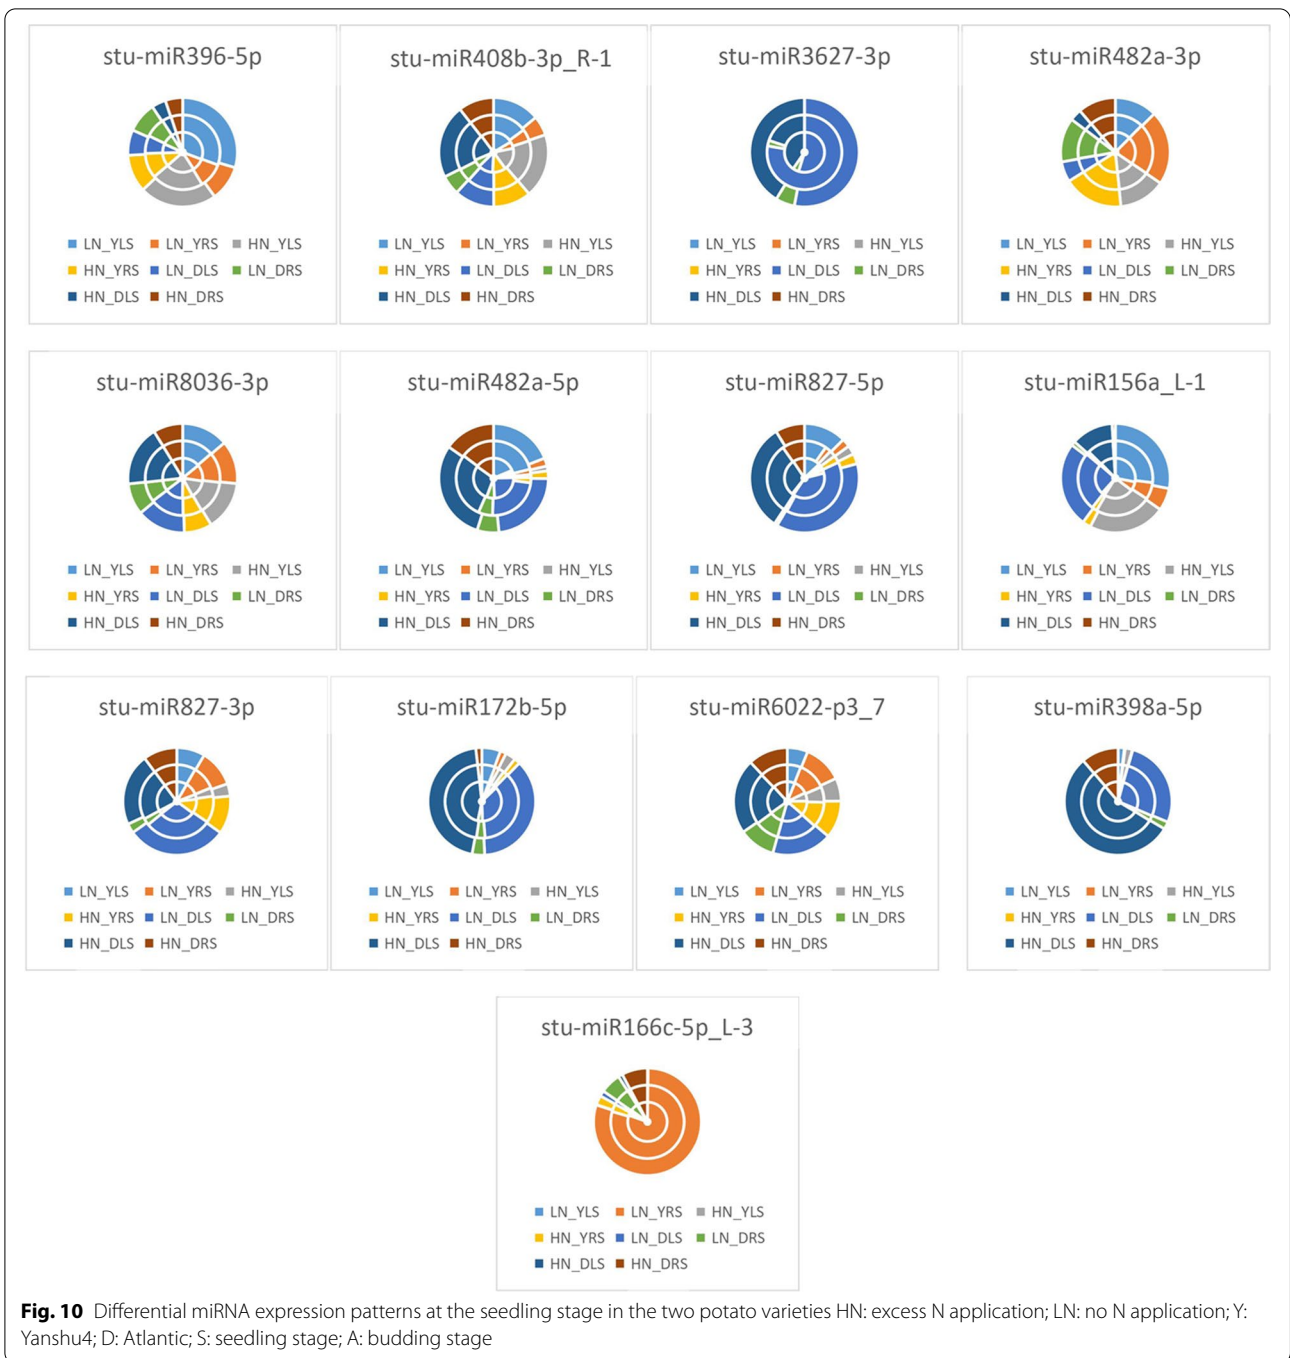 stu-miR396-5p
LN_YLS LN_YRS HN_YLS
HN_YRS LN_DLS LN_DRS
HN_DLS HN_DRS
stu-miR408b-3p_R-1
LN_YLS LN_YRS HN_YLS
HN_YRS LN_DLS LN_DRS
HN_DLS HN_DRS
stu-miR3627-3p
LN_YLS LN_YRS HN_YLS
HN_YRS LN_DLS LN_DRS
HN_DLS HN_DRS
stu-miR482a-3p
LN_YLS LN_YRS HN_YLS
HN_YRS LN_DLS LN_DRS
HN_DLS HN_DRS
stu-miR8036-3p
LN_YLS LN_YRS HN_YLS
HN_YRS LN_DLS LN_DRS
HN_DLS HN_DRS
stu-miR482a-5p
LN_YLS LN_YRS HN_YLS
HN_YRS LN_DLS LN_DRS
HN_DLS HN_DRS
stu-miR827-5p
LN_YLS LN_YRS HN_YLS
HN_YRS LN_DLS LN_DRS
HN_DLS HN_DRS
stu-miR156a_L-1
LN_YLS LN_YRS HN_YLS
HN_YRS LN_DLS LN_DRS
HN_DLS HN_DRS
stu-miR827-3p
LN_YLS LN_YRS HN_YLS
HN_YRS LN_DLS LN_DRS
HN_DLS HN_DRS
stu-miR172b-5p
LN_YLS LN_YRS HN_YLS
HN_YRS LN_DLS LN_DRS
HN_DLS HN_DRS
stu-miR6022-p3_7
LN_YLS LN_YRS HN_YLS
HN_YRS LN_DLS LN_DRS
HN_DLS HN_DRS
stu-miR398a-5p
LN_YLS LN_YRS HN_YLS
HN_YRS LN_DLS LN_DRS
HN_DLS HN_DRS
stu-miR166c-5p_L-3
LN_YLS LN_YRS HN_YLS
HN_YRS LN_DLS LN_DRS
HN_DLS HN_DRS
Fig. 10 Differential miRNA expression patterns at the seedling stage in the two potato varieties HN: excess N application; LN: no N application; Y:
Yanshu4; D: Atlantic; S: seedling stage; A: budding stage